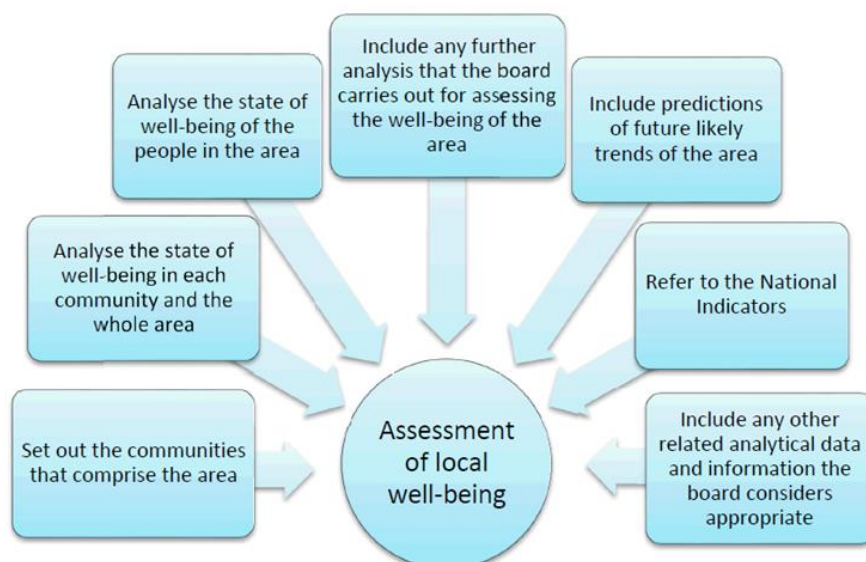 Include any further
analysis that the board
carries out for assessing
the well-being of the
area
Analyse the state of
well-being of the
people in the area
Include predictions
of future likely
trends of the area
Analyse the state of
well-being in each
community and the
whole area
Refer to the National
Indicators
Set out the communities
that comprise the area
Assessment
of local
well-being
Include any other
related analytical data
and information the
board considers
appropriate